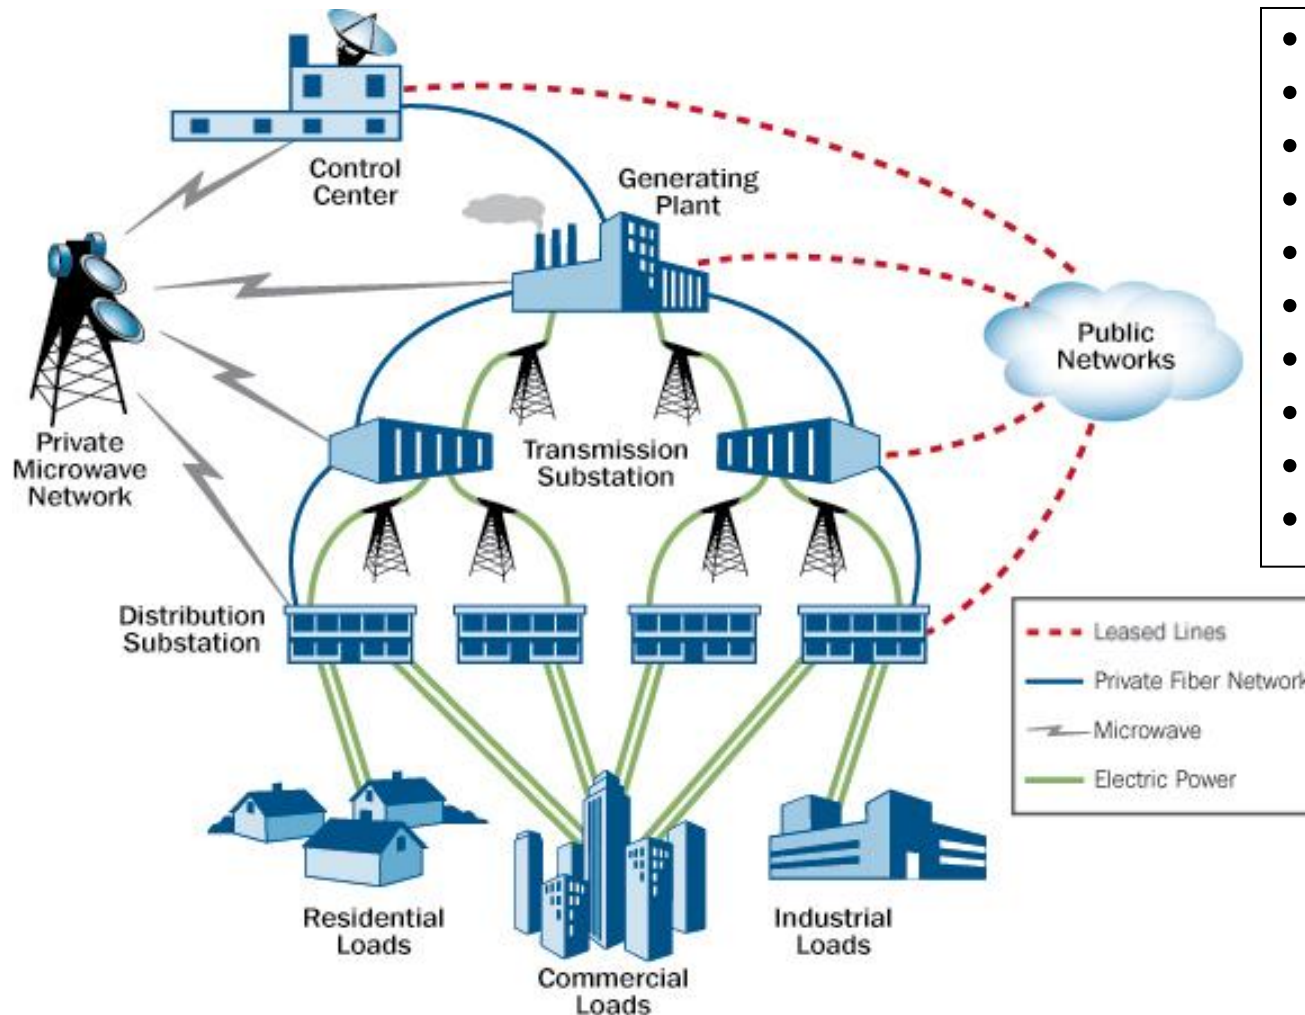 Control
Center
Generating
Plant
Public
Networks
Private
Microwave
Network
Transmission
Substation
Distribution
Substation
Leased Lines
Private Fiber Network
Microwave
Electric Power
Residential
Loads
Industrial
Loads
Commercial
Loads